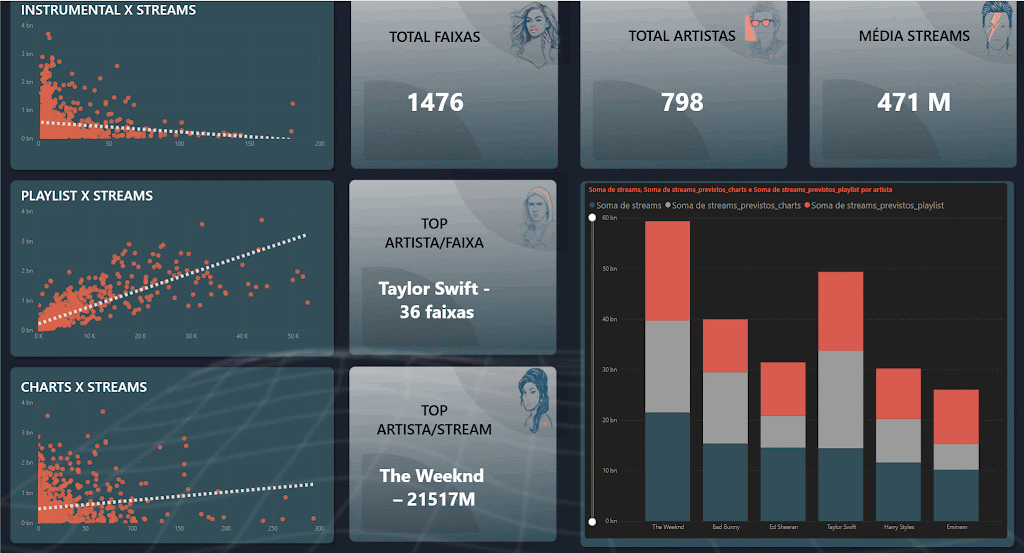 INSTRUMENTAL X STREAMS
4 bn
3 bn
2 bn
1 bn
0 bn
0 50 100 150 200
TOTAL FAIXAS
1476
TOTAL ARTISTAS
798
MÉDIA STREAMS
471 M
PLAYLIST X STREAMS
4 bn
3 bn
2 bn
1 bn
0 bn
0 K 10 K 20 K 30 K 40 K 50 K
TOP
ARTISTA/FAIXA
Taylor Swift -
36 faixas
CHARTS X STREAMS
4 bn
3 bn
2 bn
1 bn
0 bn
0 50 100 150 200 250 300
TOP
ARTISTA/STREAM
The Weeknd
– 21517M
Soma de streams, Soma de streams_previstos_charts e Soma de streams_previstos_playlist por artista
Soma de streams Soma de streams_previstos_charts Soma de streams_previstos_playlist
60 bn
50 bn
40 bn
30 bn
20 bn
10 bn
0 bn
The Weeknd Bad Bunny Ed Sheeran Taylor Swift Harry Styles Eminem